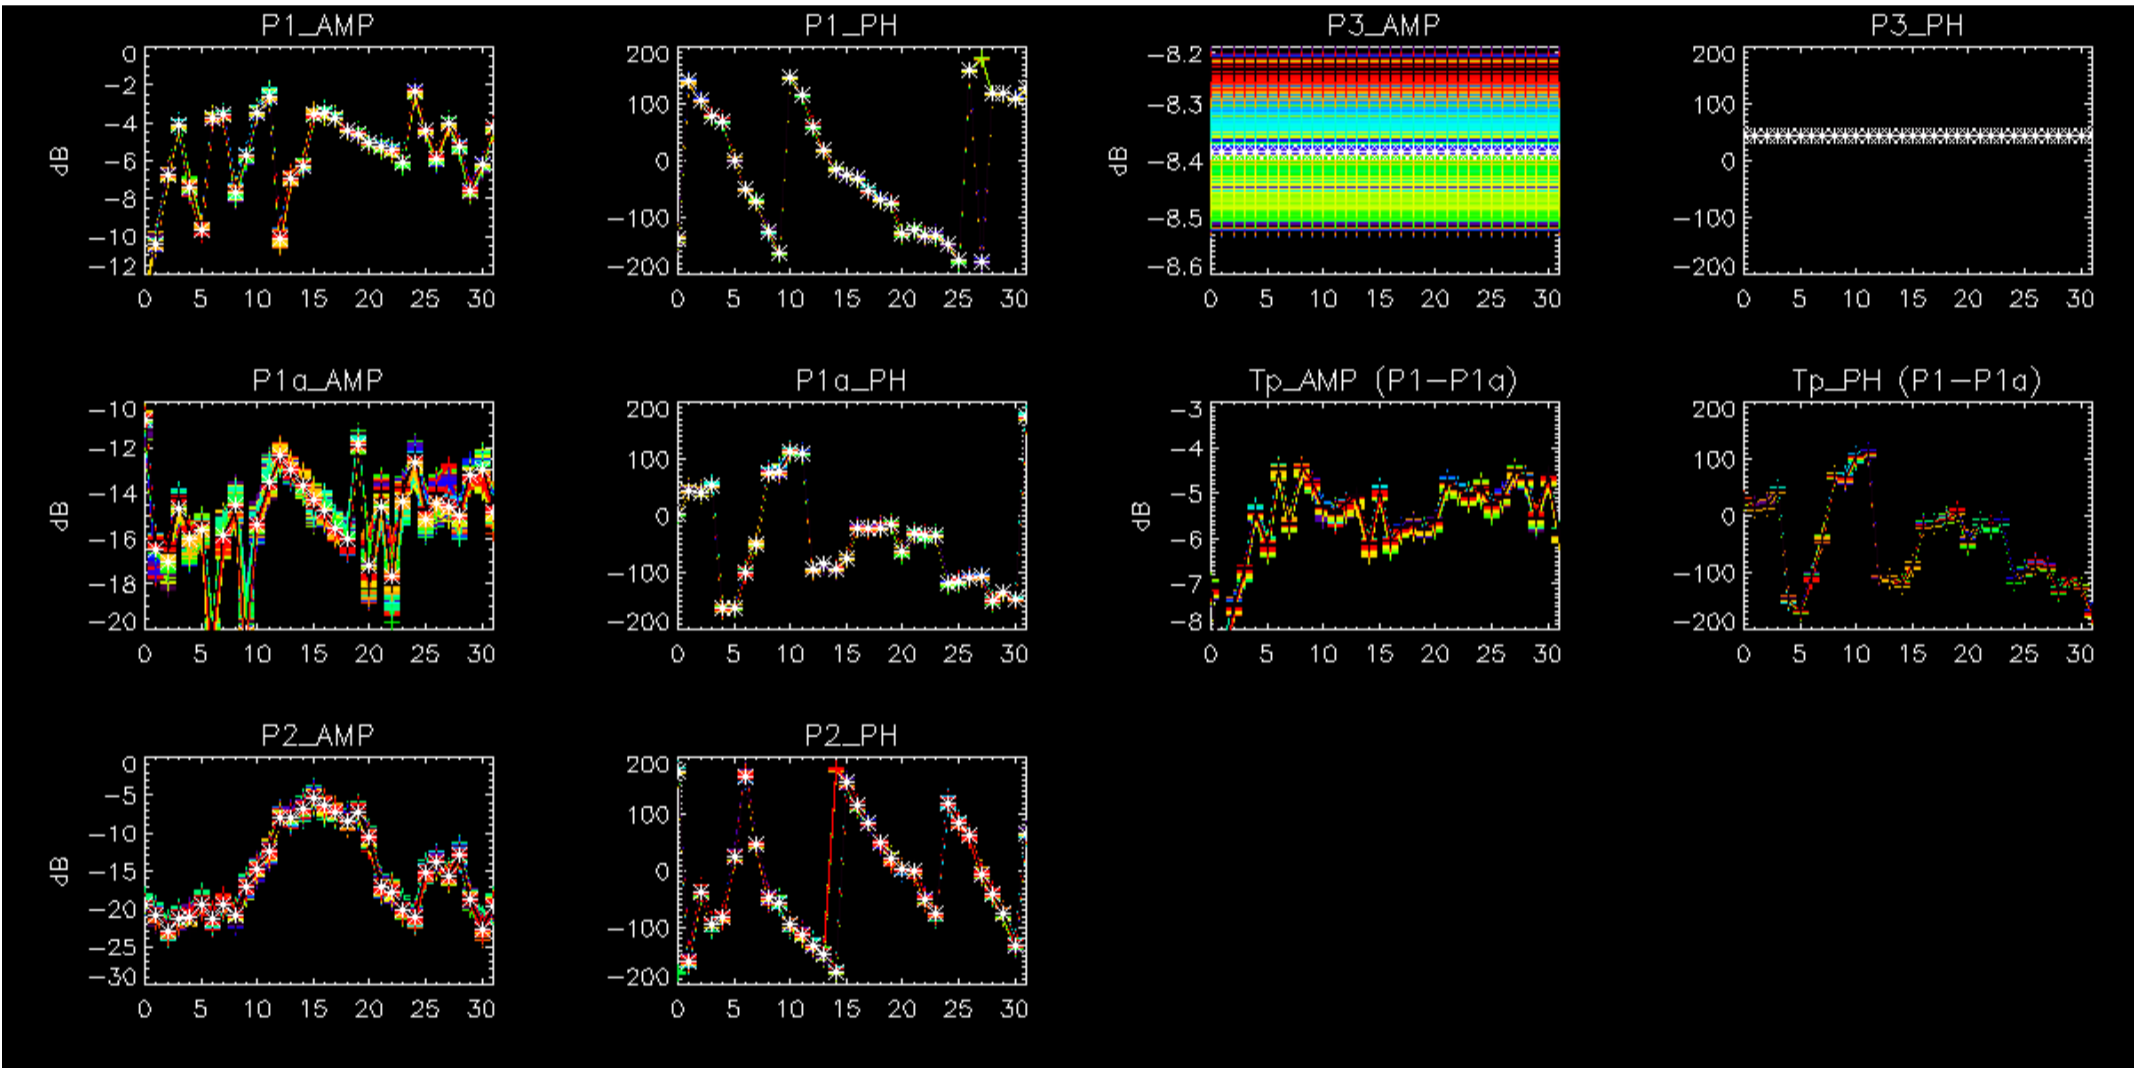 P1_AMP
P1_PH
P3_AMP
P3_PH
0
-2
-4
-6
-8
-10
-12
dB
0 5 10 15 20 25 30
200
100
0
-100
-200
0 5 10 15 20 25 30
-8.2
-8.3
-8.4
-8.5
-8.6
dB
0 5 10 15 20 25 30
200
100
0
-100
-200
0 5 10 15 20 25 30
P1a_AMP
P1a_PH
Tp_AMP (P1-P1a)
Tp_PH (P1-P1a)
-10
-12
-14
-16
-18
-20
dB
0 5 10 15 20 25 30
200
100
0
-100
-200
0 5 10 15 20 25 30
-3
-4
-5
-6
-7
-8
dB
0 5 10 15 20 25 30
200
100
0
-100
-200
0 5 10 15 20 25 30
P2_AMP
P2_PH
0
-5
-10
-15
-20
-25
-30
dB
0 5 10 15 20 25 30
200
100
0
-100
-200
0 5 10 15 20 25 30